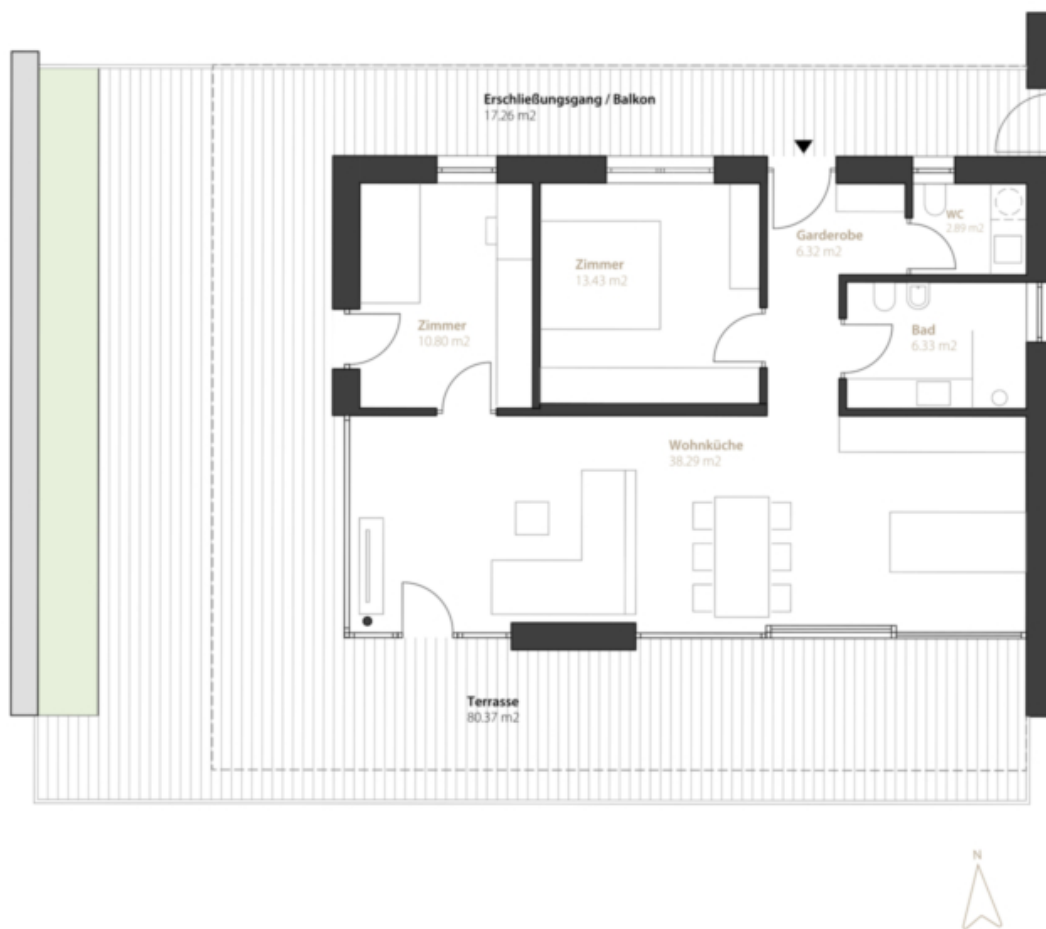 Erschließungsgang / Balkon
17.26 m2
WC
2.89 m2
Garderobe
6.32 m2
Zimmer
13.43 m2
Zimmer
10.80 m2
Bad
6.33 m2
Wohnküche
38.29 m2
Terrasse
80.37 m2
N